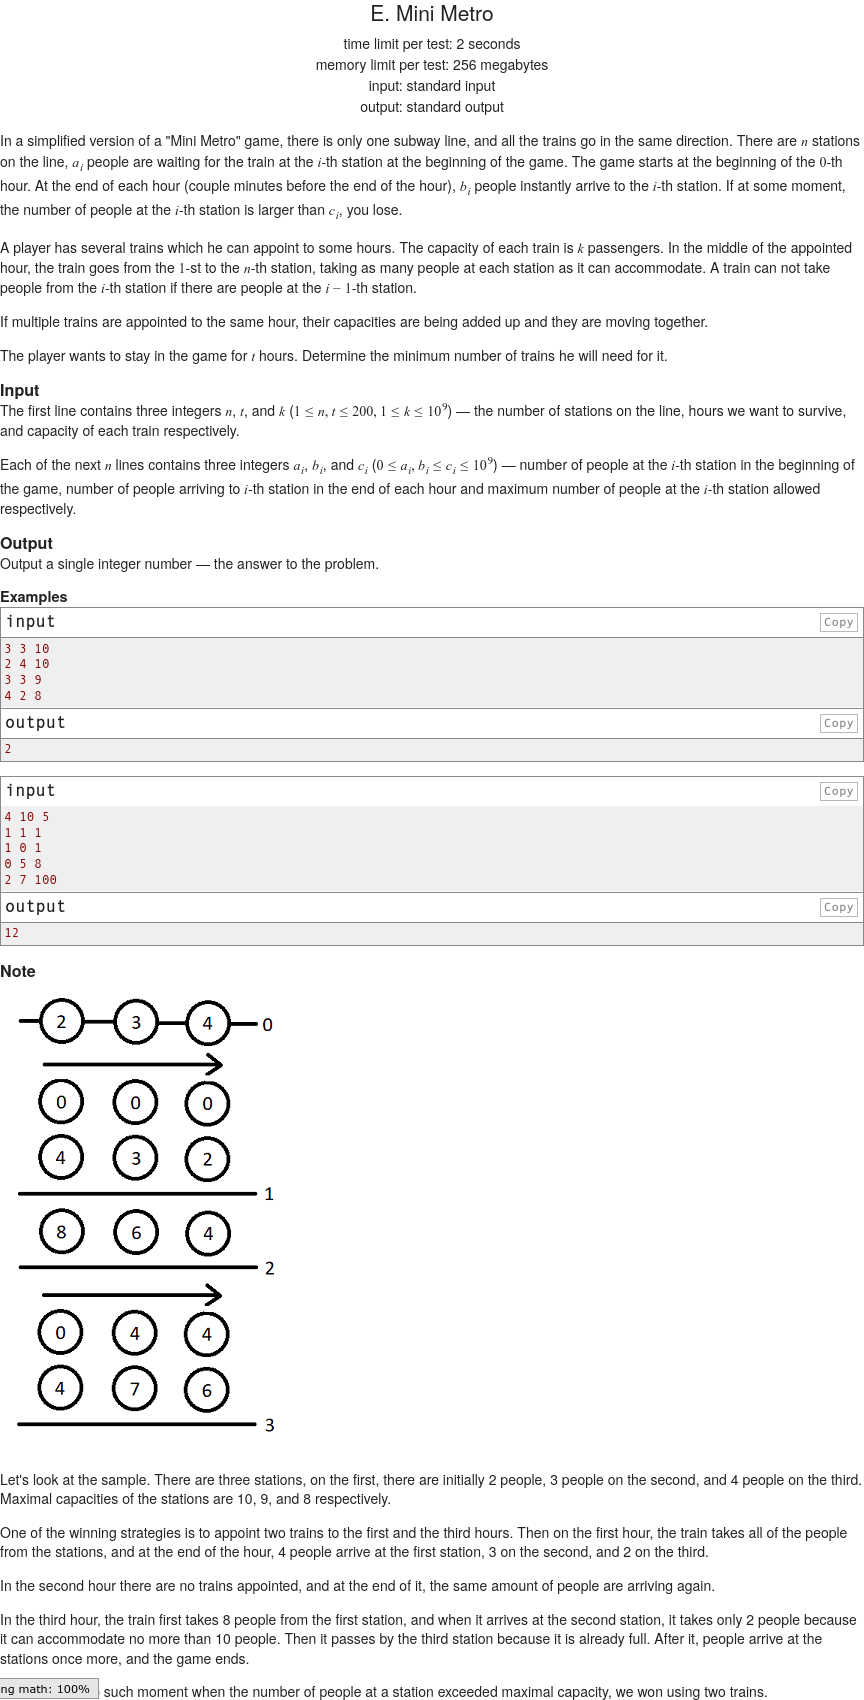 E. Mini Metro
time limit per test: 2 seconds
memory limit per test: 256 megabytes
input: standard input
output: standard output
In a simplified version of a "Mini Metro" game, there is only one subway line, and all the trains go in the same direction. There are n stations
on the line, a_i people are waiting for the train at the i-th station at the beginning of the game. The game starts at the beginning of the 0-th
hour. At the end of each hour (couple minutes before the end of the hour), b_i people instantly arrive to the i-th station. If at some moment,
the number of people at the i-th station is larger than c_i, you lose.
A player has several trains which he can appoint to some hours. The capacity of each train is k passengers. In the middle of the appointed
hour, the train goes from the 1-st to the n-th station, taking as many people at each station as it can accommodate. A train can not take
people from the i-th station if there are people at the i − 1-th station.
If multiple trains are appointed to the same hour, their capacities are being added up and they are moving together.
The player wants to stay in the game for t hours. Determine the minimum number of trains he will need for it.
Input
The first line contains three integers n, t, and k (1 ≤ n, t ≤ 200, 1 ≤ k ≤ 10^9) — the number of stations on the line, hours we want to survive,
and capacity of each train respectively.
Each of the next n lines contains three integers a_i, b_i, and c_i (0 ≤ a_i, b_i ≤ c_i ≤ 10^9) — number of people at the i-th station in the beginning of
the game, number of people arriving to i-th station in the end of each hour and maximum number of people at the i-th station allowed
respectively.
Output
Output a single integer number — the answer to the problem.
Examples
input Copy
3 3 10
2 4 10
3 3 9
4 2 8
output Copy
2
input Copy
4 10 5
1 1 1
1 0 1
0 5 8
2 7 100
output Copy
12
Note
2 3 4 0
0 0 0
4 3 2
1
8 6 4
2
0 4 4
4 7 6
3
Let's look at the sample. There are three stations, on the first, there are initially 2 people, 3 people on the second, and 4 people on the third.
Maximal capacities of the stations are 10, 9, and 8 respectively.
One of the winning strategies is to appoint two trains to the first and the third hours. Then on the first hour, the train takes all of the people
from the stations, and at the end of the hour, 4 people arrive at the first station, 3 on the second, and 2 on the third.
In the second hour there are no trains appointed, and at the end of it, the same amount of people are arriving again.
In the third hour, the train first takes 8 people from the first station, and when it arrives at the second station, it takes only 2 people because
it can accommodate no more than 10 people. Then it passes by the third station because it is already full. After it, people arrive at the
stations once more, and the game ends.
ng math: 100% such moment when the number of people at a station exceeded maximal capacity, we won using two trains.